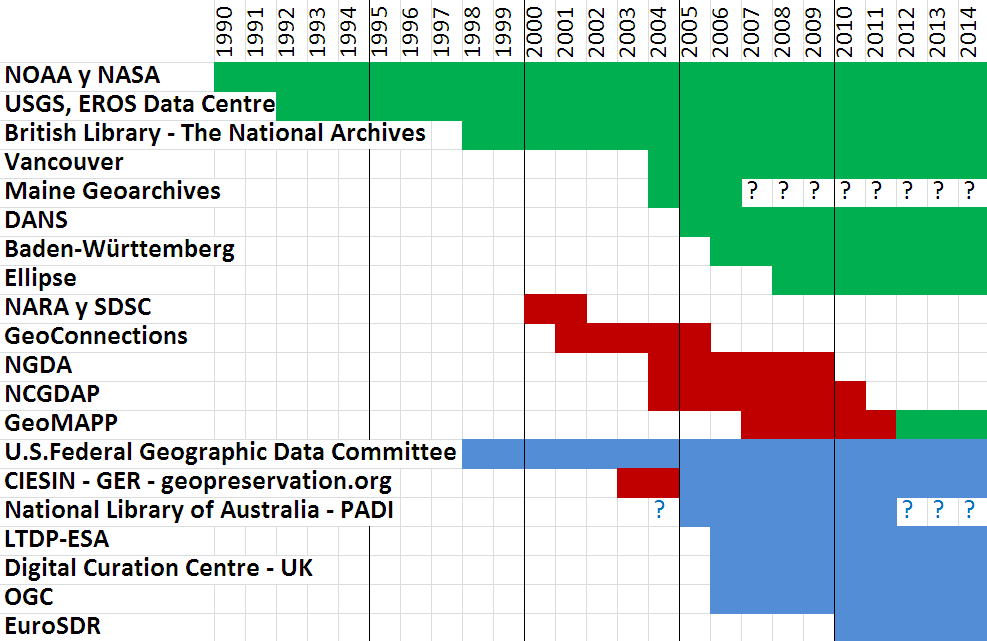 1990 1991 1992 1993 1994 1995 1996 1997 1998 1999 2000 2001 2002 2003 2004 2005 2006 2007 2008 2009 2010 2011 2012 2013 2014
NOAA y NASA
USGS, EROS Data Centre
British Library - The National Archives
Vancouver
Maine Geoarchives ? ? ? ? ? ? ? ?
DANS
Baden-Württemberg
Ellipse
NARA y SDSC
GeoConnections
NGDA
NCGDAP
GeoMAPP
U.S.Federal Geographic Data Committee
CIESIN - GER - geopreservation.org
National Library of Australia - PADI ? ? ? ?
LTDP-ESA
Digital Curation Centre - UK
OGC
EuroSDR